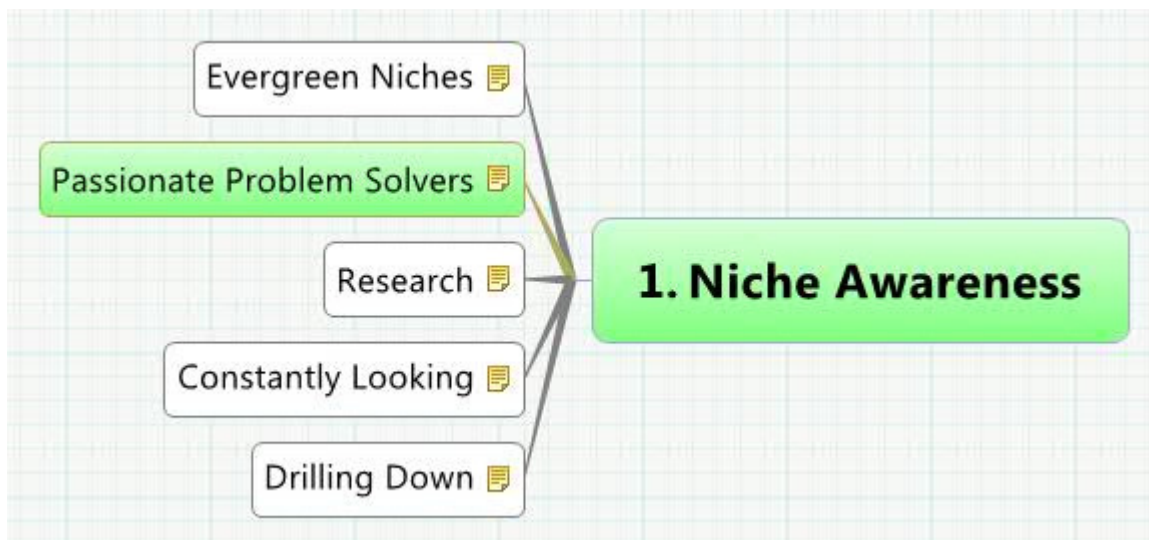 Evergreen Niches
Passionate Problem Solvers
Research
Constantly Looking
Drilling Down
1. Niche Awareness